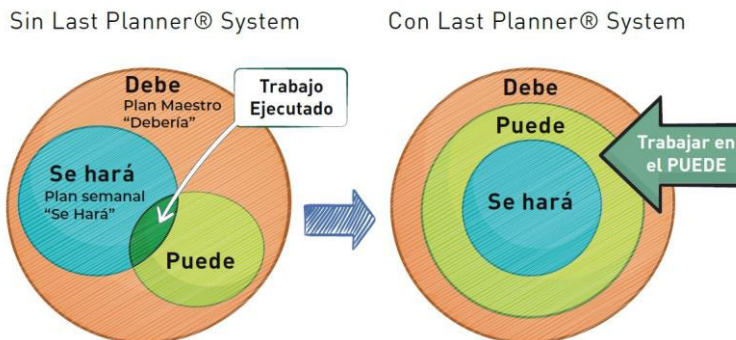 Sin Last Planner® System
Debe
Plan Maestro
“Debería”
Trabajo
Ejecutado
Se hará
Plan semanal
“Se Hará”
Puede
Con Last Planner® System
Debe
Puede
Se hará
Trabajar en
el PUEDE